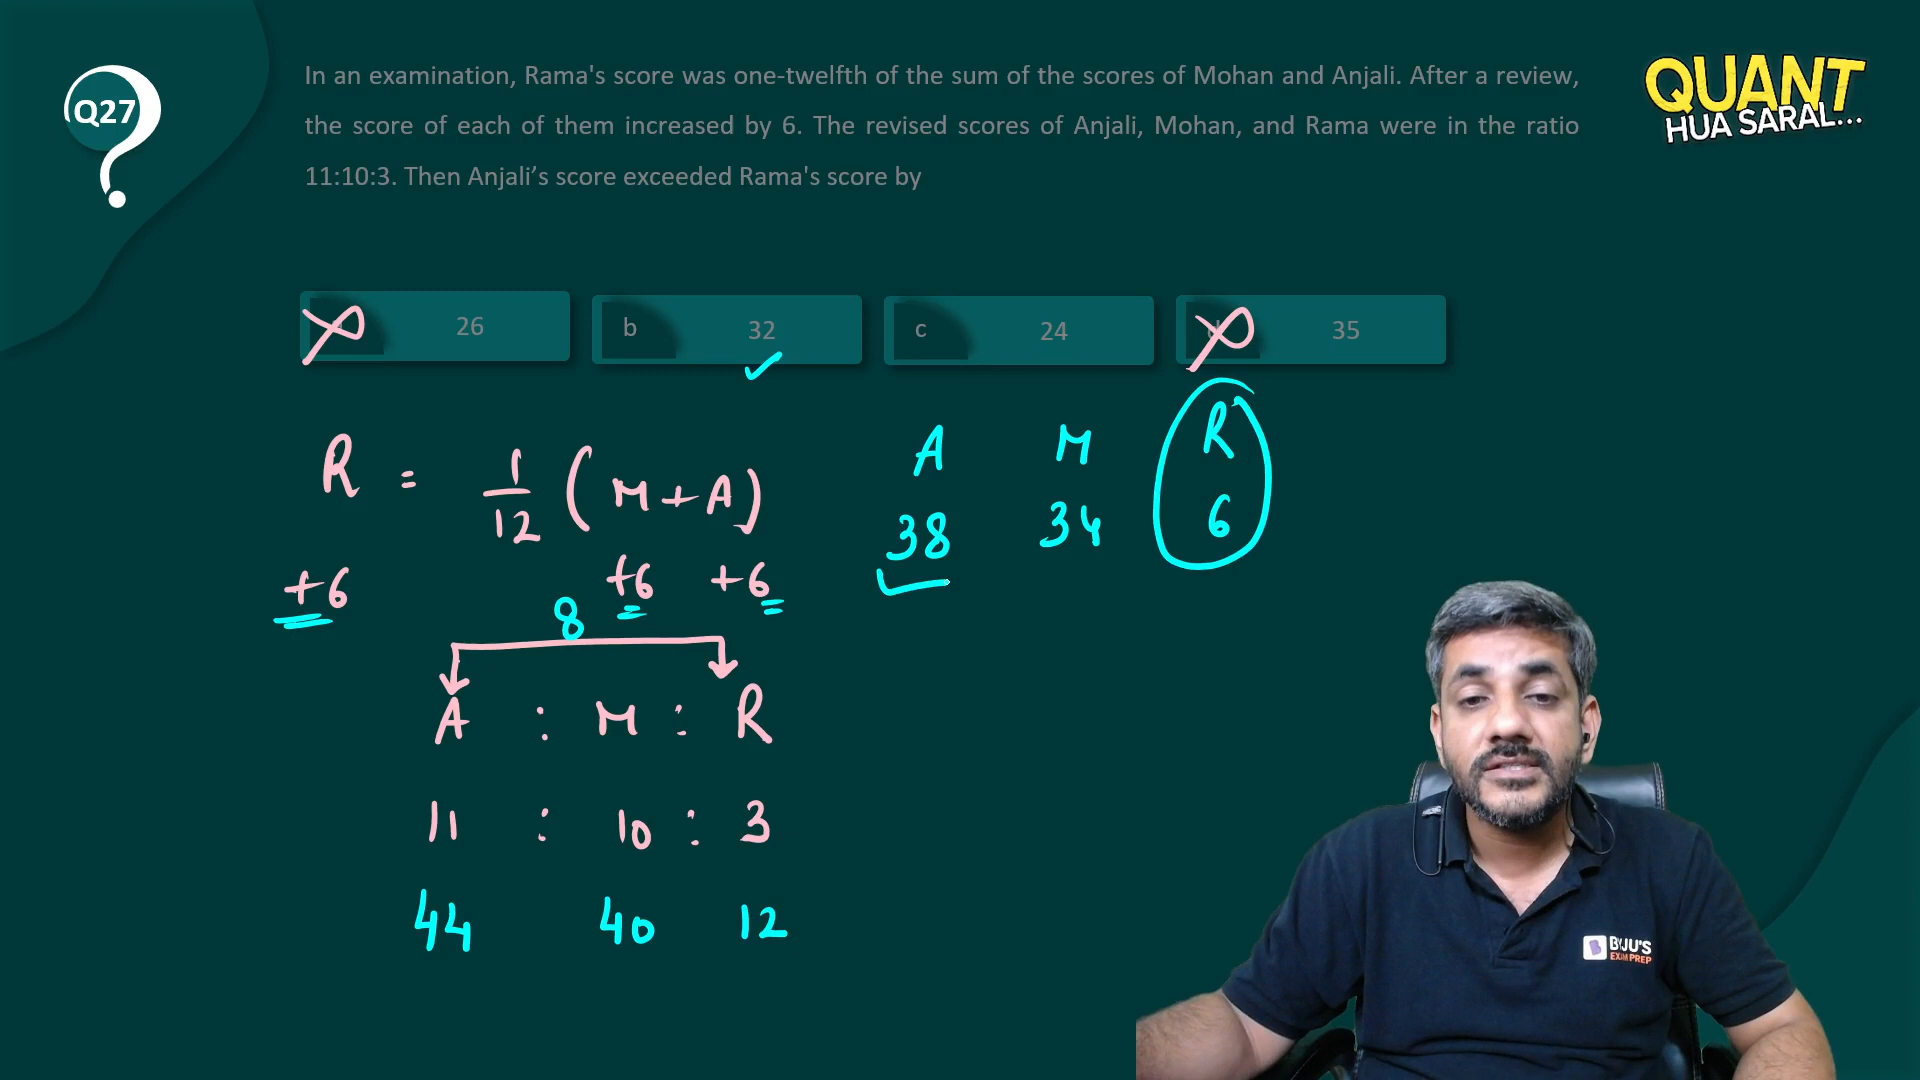 Q27
In an examination, Rama's score was one-twelfth of the sum of the scores of Mohan and Anjali. After a review,
the score of each of them increased by 6. The revised scores of Anjali, Mohan, and Rama were in the ratio
11:10:3. Then Anjali’s score exceeded Rama's score by
QUANT
HUA SARAL...
26
b 32
c 24
35
R = 1/12 (M+A)
+6 +6 +6
8
A : M : R
11 : 10 : 3
44 40 12
A M R
38 34 6
BYJU'S
EXAM PREP